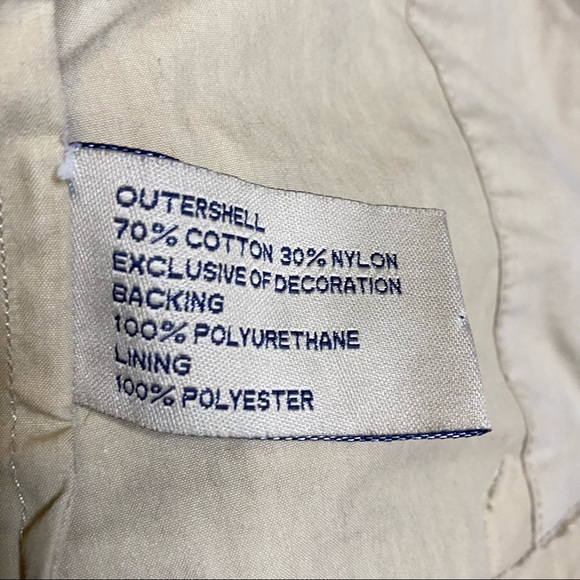 OUTERSHELL
70% COTTON 30% NYLON
EXCLUSIVE OF DECORATION
BACKING
100% POLYURETHANE
LINING
100% POLYESTER